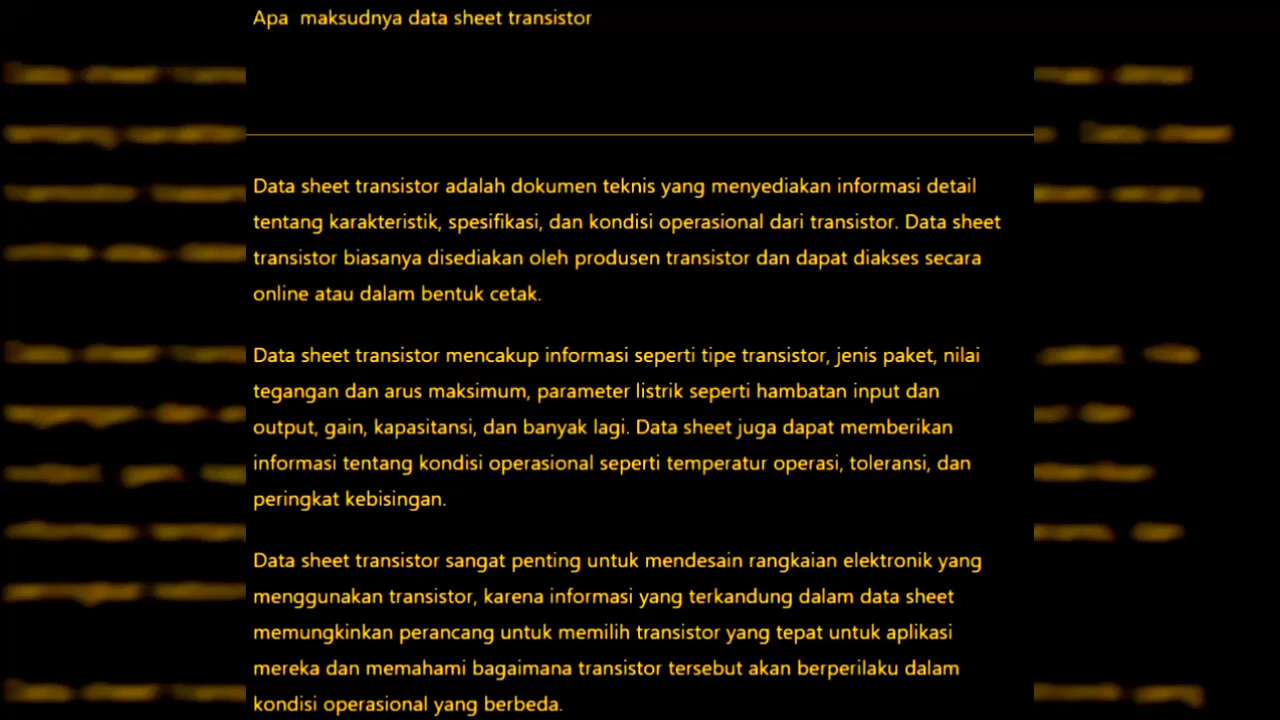 Apa  maksudnya data sheet transistor
Data sheet transistor adalah dokumen teknis yang menyediakan informasi detail
tentang karakteristik, spesifikasi, dan kondisi operasional dari transistor. Data sheet
transistor biasanya disediakan oleh produsen transistor dan dapat diakses secara
online atau dalam bentuk cetak.
Data sheet transistor mencakup informasi seperti tipe transistor, jenis paket, nilai
tegangan dan arus maksimum, parameter listrik seperti hambatan input dan
output, gain, kapasitansi, dan banyak lagi. Data sheet juga dapat memberikan
informasi tentang kondisi operasional seperti temperatur operasi, toleransi, dan
peringkat kebisingan.
Data sheet transistor sangat penting untuk mendesain rangkaian elektronik yang
menggunakan transistor, karena informasi yang terkandung dalam data sheet
memungkinkan perancang untuk memilih transistor yang tepat untuk aplikasi
mereka dan memahami bagaimana transistor tersebut akan berperilaku dalam
kondisi operasional yang berbeda.